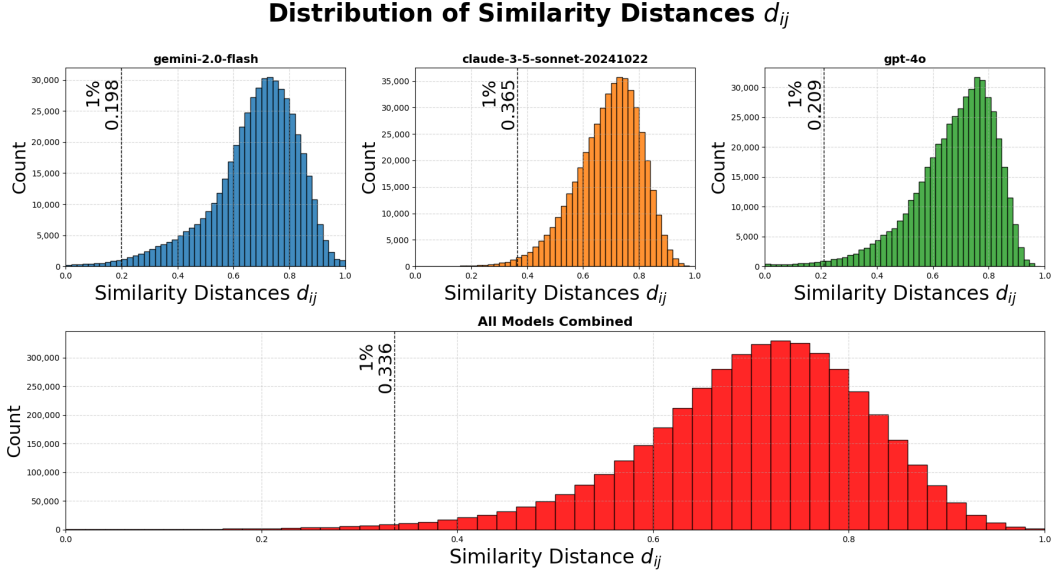 Distribution of Similarity Distances d_ij
gemini-2.0-flash
30,000
25,000
20,000
15,000
10,000
5,000
0
Count
1%
0.198
0.0 0.2 0.4 0.6 0.8 1.0
Similarity Distances d_ij
claude-3-5-sonnet-20241022
35,000
30,000
25,000
20,000
15,000
10,000
5,000
0
Count
1%
0.365
0.0 0.2 0.4 0.6 0.8 1.0
Similarity Distances d_ij
gpt-4o
30,000
25,000
20,000
15,000
10,000
5,000
0
Count
1%
0.209
0.0 0.2 0.4 0.6 0.8 1.0
Similarity Distances d_ij
All Models Combined
300,000
250,000
200,000
150,000
100,000
50,000
0
Count
1%
0.336
0.0 0.2 0.4 0.6 0.8 1.0
Similarity Distance d_ij